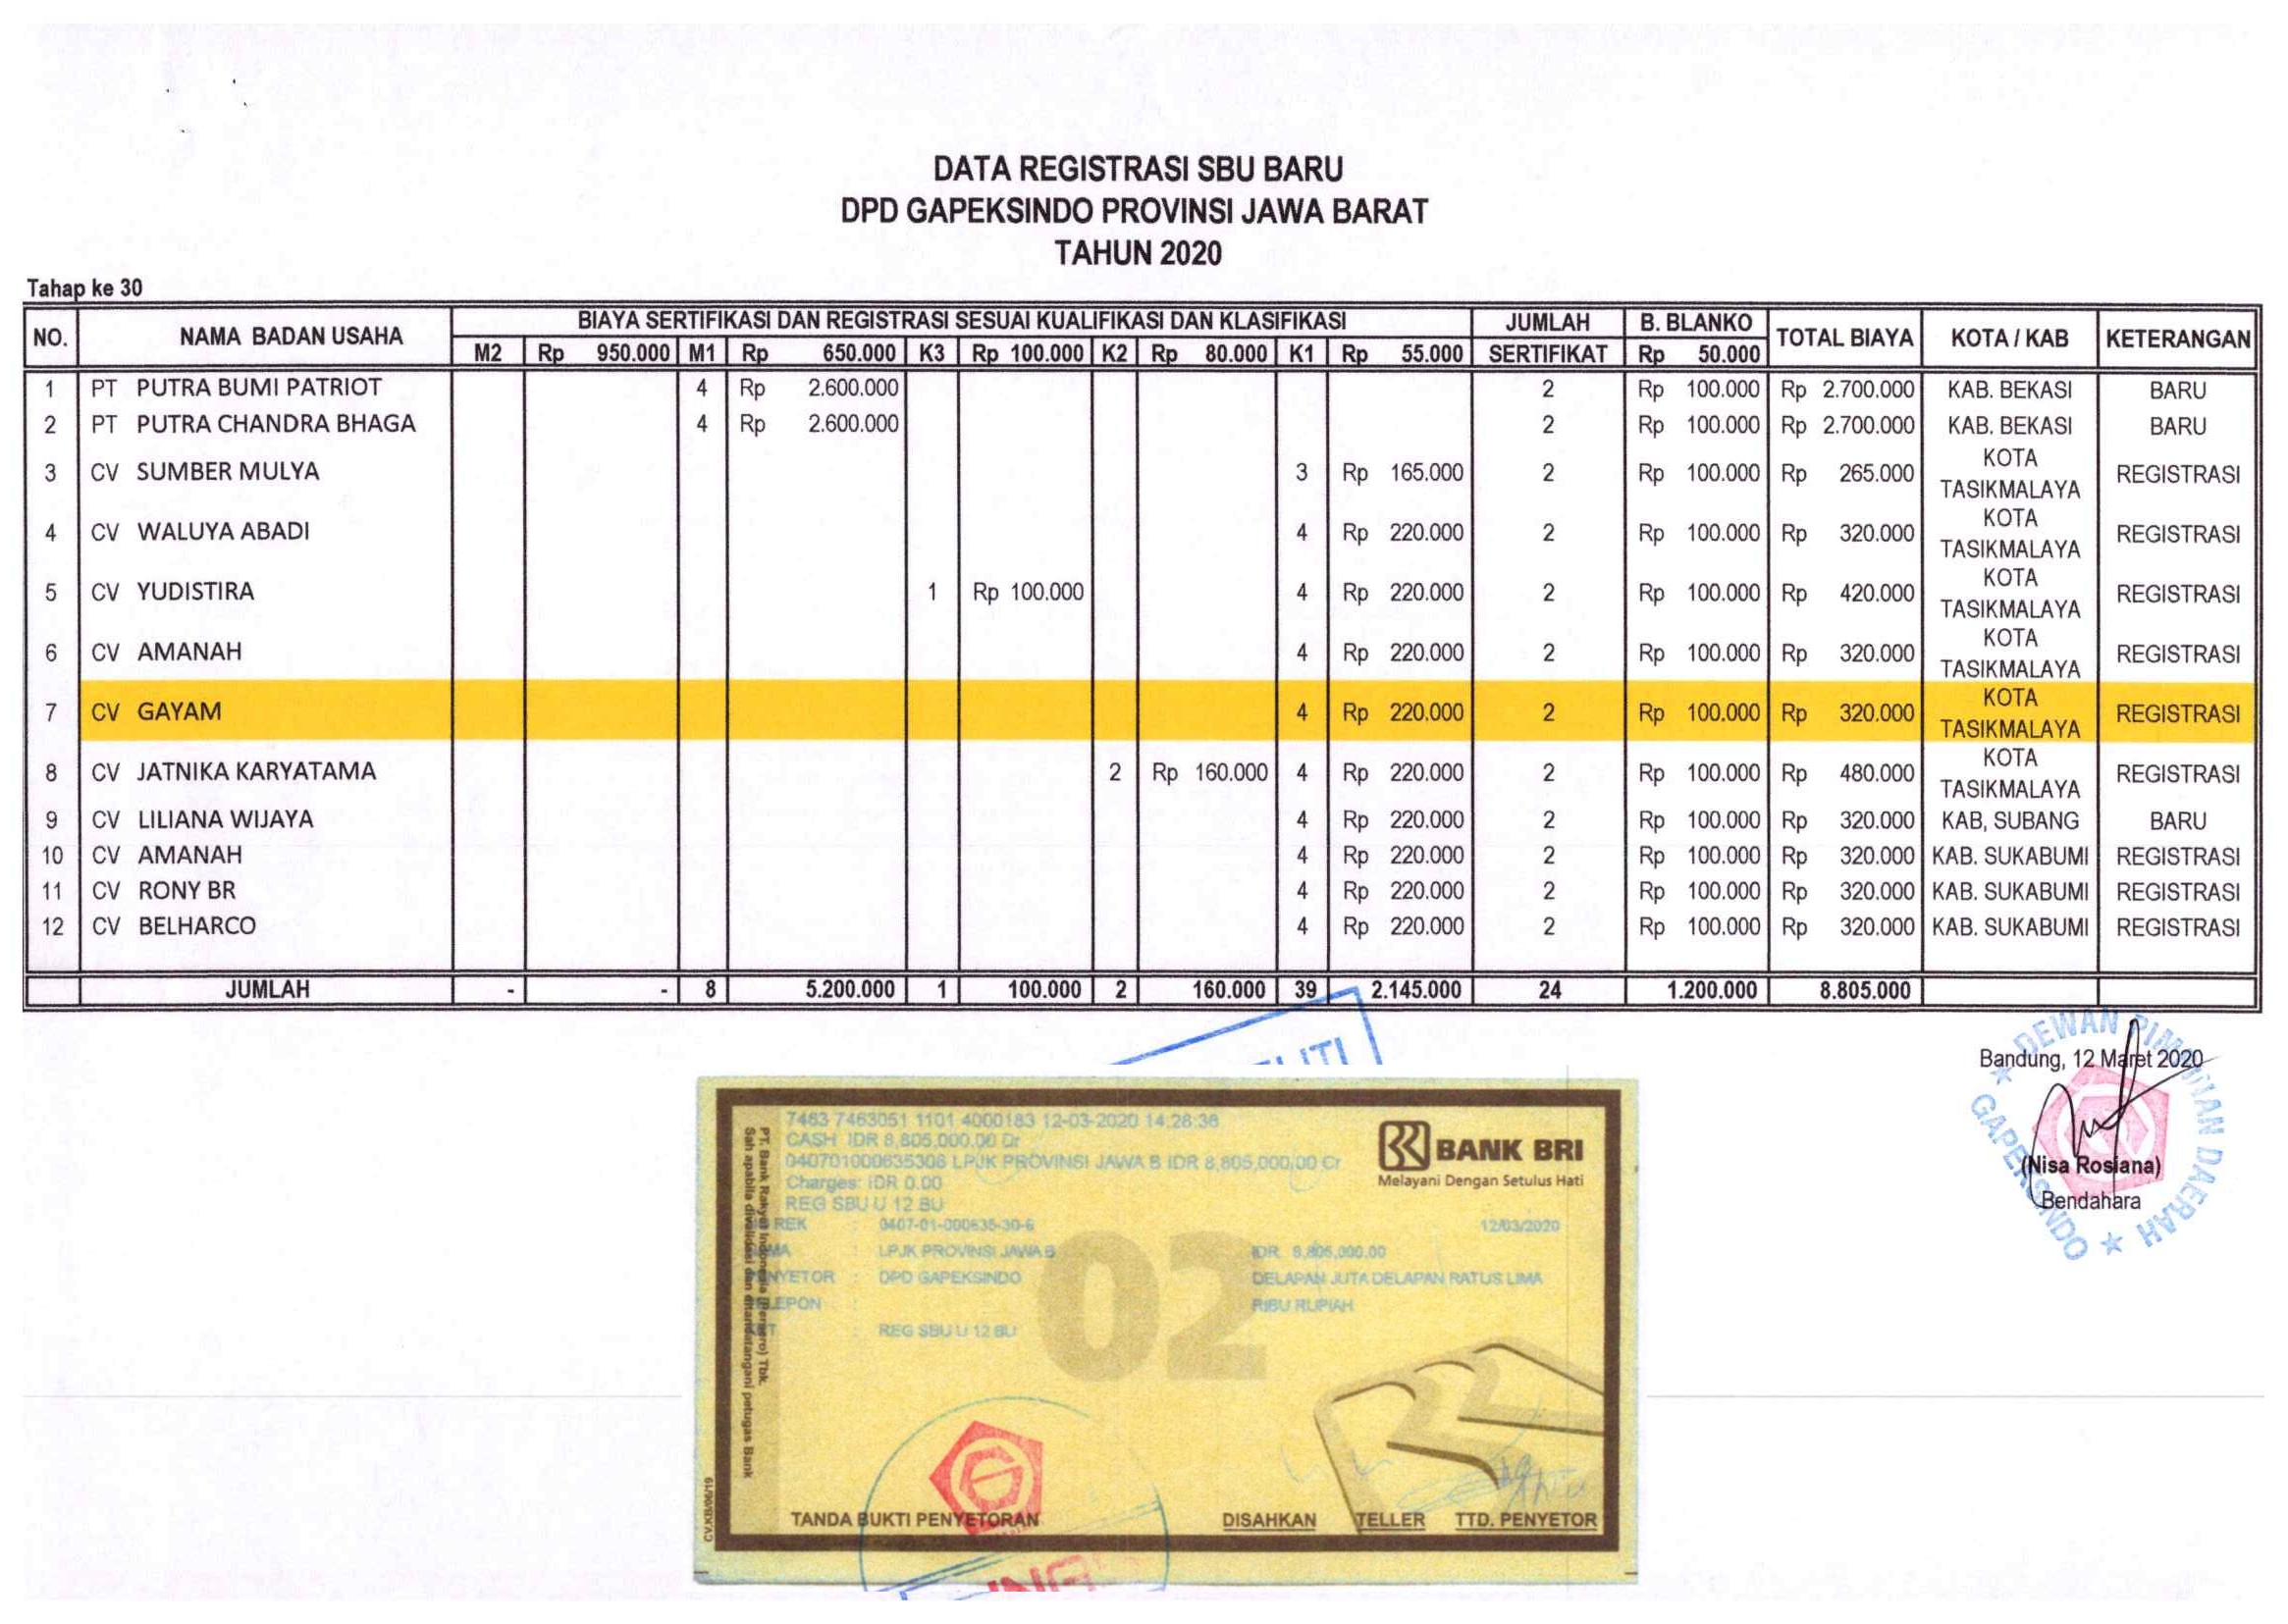 DATA REGISTRASI SBU BARU
DPD GAPEKSINDO PROVINSI JAWA BARAT
TAHUN 2020
Tahap ke 30
NO. NAMA BADAN USAHA BIAYA SERTIFIKASI DAN REGISTRASI SESUAI KUALIFIKASI DAN KLASIFIKASI JUMLAH B. BLANKO TOTAL BIAYA KOTA / KAB KETERANGAN
M2 Rp 950.000 M1 Rp 650.000 K3 Rp 100.000 K2 Rp 80.000 K1 Rp 55.000 SERTIFIKAT Rp 50.000
1 PT PUTRA BUMI PATRIOT 4 Rp 2.600.000 2 Rp 100.000 Rp 2.700.000 KAB. BEKASI BARU
2 PT PUTRA CHANDRA BHAGA 4 Rp 2.600.000 2 Rp 100.000 Rp 2.700.000 KAB. BEKASI BARU
3 CV SUMBER MULYA 3 Rp 165.000 2 Rp 100.000 Rp 265.000 KOTA TASIKMALAYA REGISTRASI
4 CV WALUYA ABADI 4 Rp 220.000 2 Rp 100.000 Rp 320.000 KOTA TASIKMALAYA REGISTRASI
5 CV YUDISTIRA 1 Rp 100.000 4 Rp 220.000 2 Rp 100.000 Rp 420.000 KOTA TASIKMALAYA REGISTRASI
6 CV AMANAH 4 Rp 220.000 2 Rp 100.000 Rp 320.000 KOTA TASIKMALAYA REGISTRASI
7 CV GAYAM 4 Rp 220.000 2 Rp 100.000 Rp 320.000 KOTA TASIKMALAYA REGISTRASI
8 CV JATNIKA KARYATAMA 2 Rp 160.000 4 Rp 220.000 2 Rp 100.000 Rp 480.000 KOTA TASIKMALAYA REGISTRASI
9 CV LILIANA WIJAYA 4 Rp 220.000 2 Rp 100.000 Rp 320.000 KAB, SUBANG BARU
10 CV AMANAH 4 Rp 220.000 2 Rp 100.000 Rp 320.000 KAB. SUKABUMI REGISTRASI
11 CV RONY BR 4 Rp 220.000 2 Rp 100.000 Rp 320.000 KAB. SUKABUMI REGISTRASI
12 CV BELHARCO 4 Rp 220.000 2 Rp 100.000 Rp 320.000 KAB. SUKABUMI REGISTRASI
JUMLAH - - 8 5.200.000 1 100.000 2 160.000 39 2.145.000 24 1.200.000 8.805.000
Bandung, 12 Maret 2020
(Nisa Rosiana)
Bendahara
DEWAN PIMPINAN DAERAH
GAPEKSINDO
7463 7463051 1101 4000183 12-03-2020 14:28:36
CASH IDR 8,805,000.00 Dr
040701000635306 LPJK PROVINSI JAWA B IDR 8,805,000.00 Cr
Charges: IDR 0.00
REG SBU U 12 BU
REK : 0407-01-000635-30-6 12/03/2020
: LPJK PROVINSI JAWA B IDR 8,805,000.00
PENYETOR : DPD GAPEKSINDO DELAPAN JUTA DELAPAN RATUS LIMA
TELEPON : RIBU RUPIAH
: REG SBU U 12 BU
BANK BRI
Melayani Dengan Setulus Hati
02
PT. Bank Rakyat Indonesia (Persero) Tbk.
Sah apabila divalidasi dan ditandatangani petugas Bank
CV.KB/06/19
TANDA BUKTI PENYETORAN DISAHKAN TELLER TTD. PENYETOR